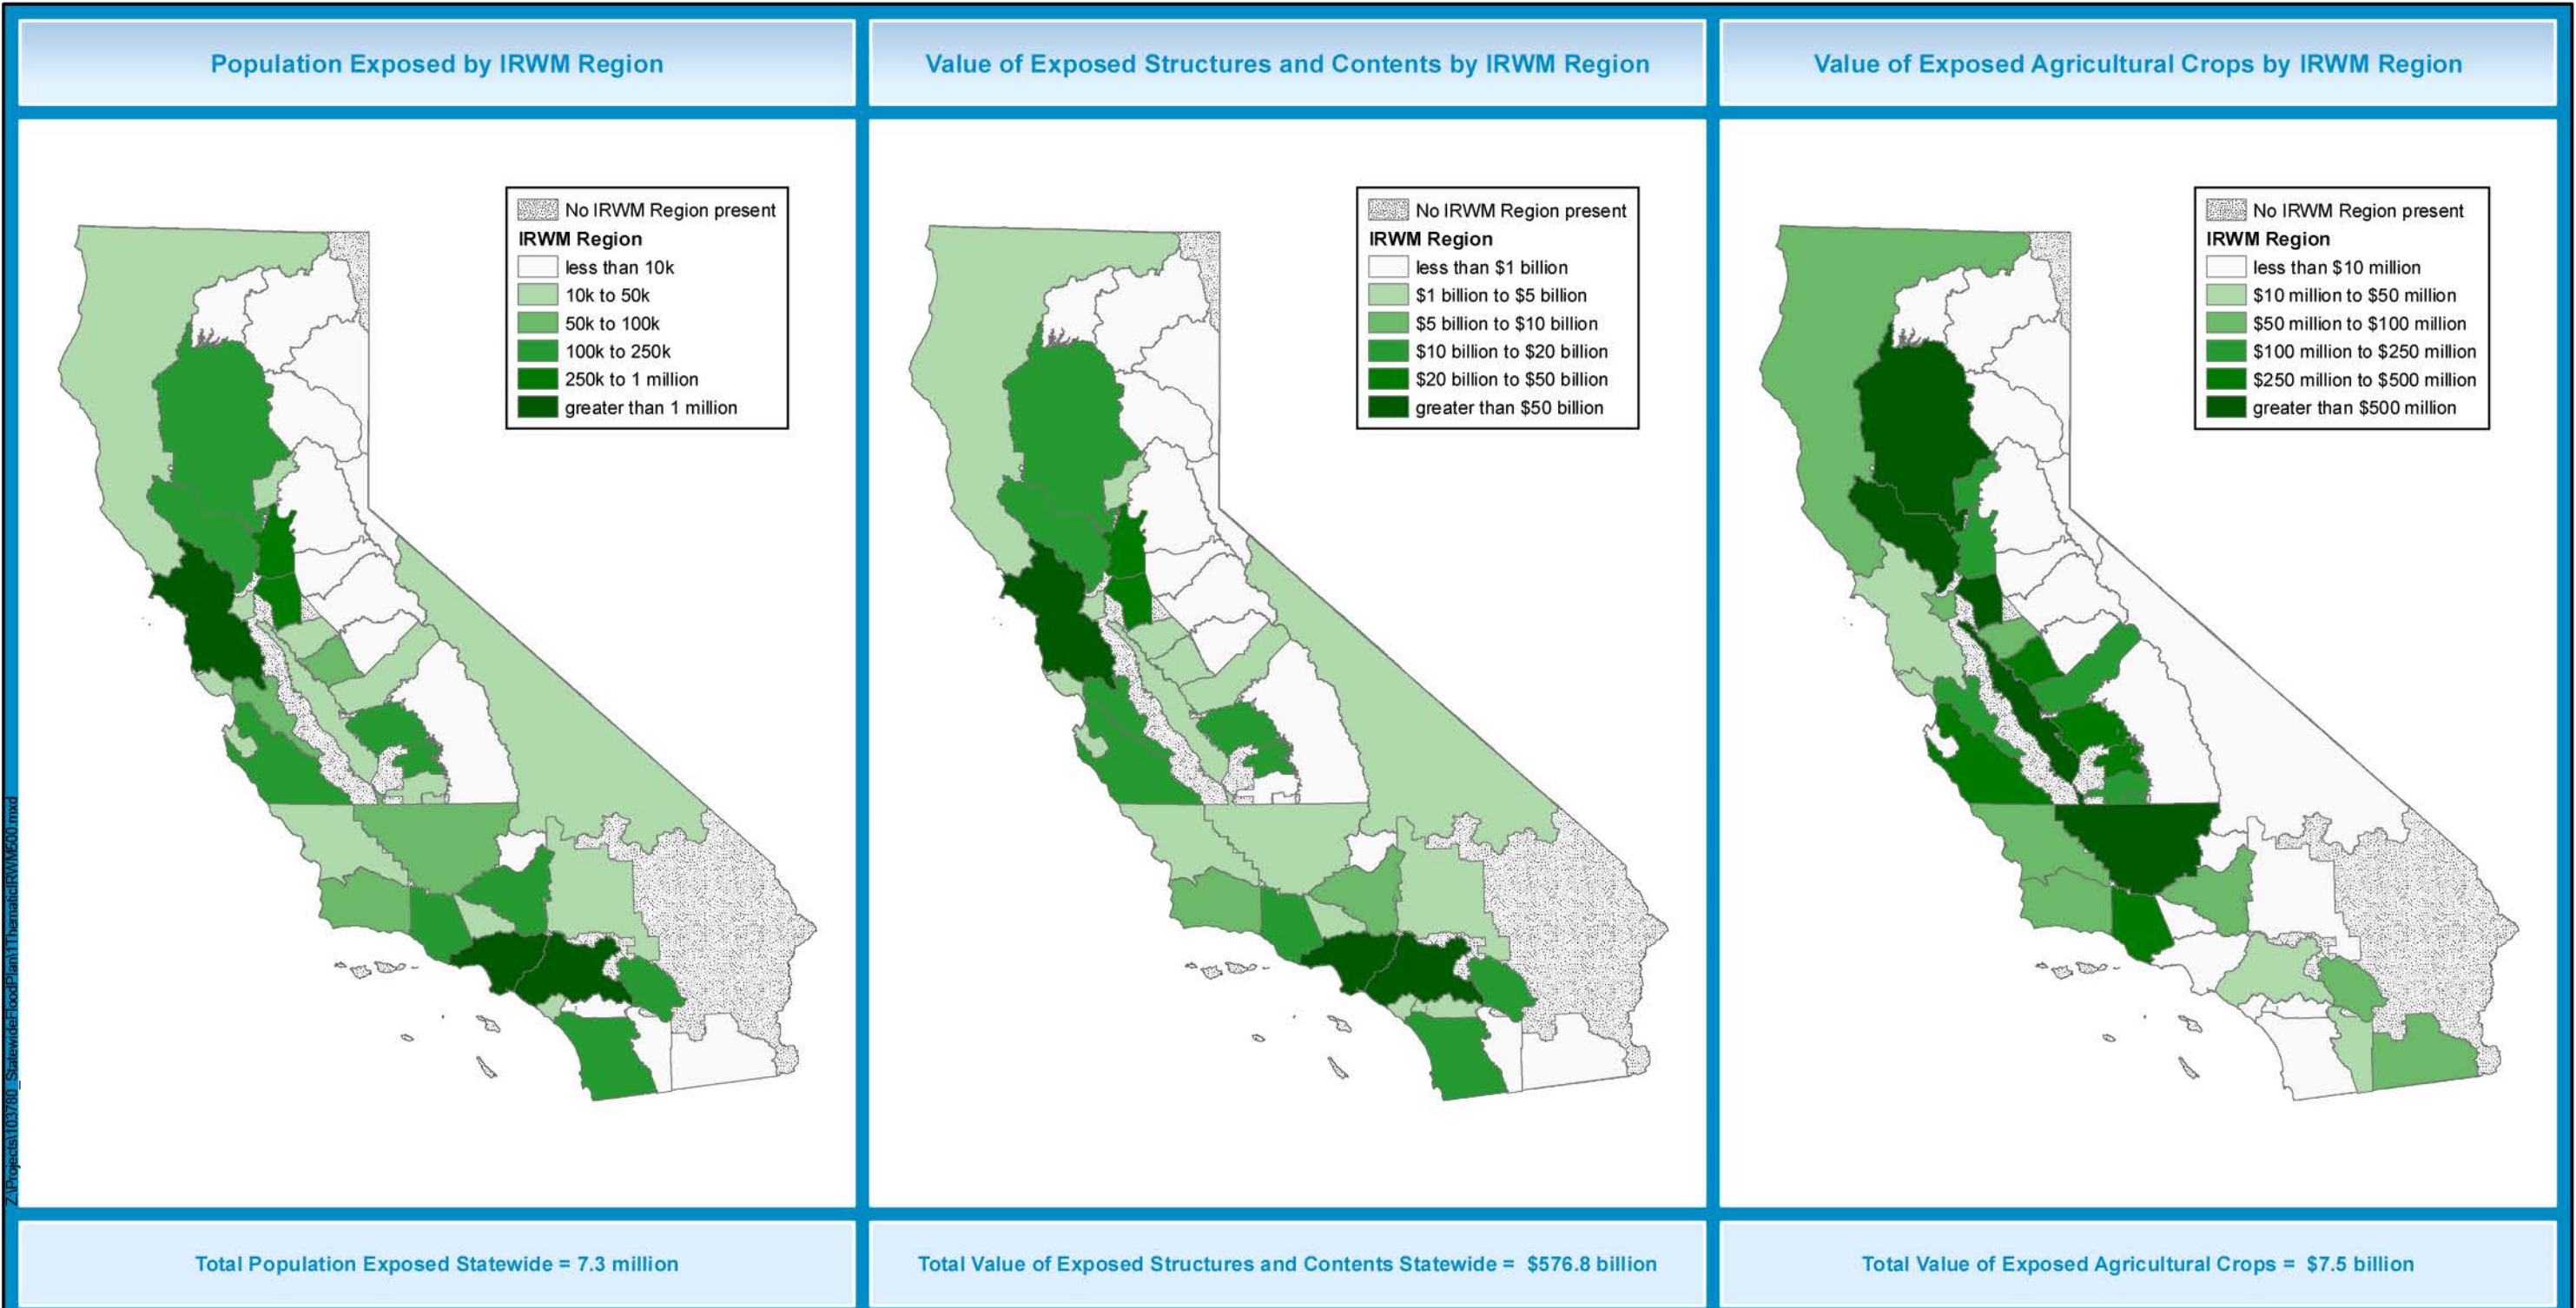 Population Exposed by IRWM Region
Value of Exposed Structures and Contents by IRWM Region
Value of Exposed Agricultural Crops by IRWM Region
No IRWM Region present
IRWM Region
less than 10k
10k to 50k
50k to 100k
100k to 250k
250k to 1 million
greater than 1 million
No IRWM Region present
IRWM Region
less than $1 billion
$1 billion to $5 billion
$5 billion to $10 billion
$10 billion to $20 billion
$20 billion to $50 billion
greater than $50 billion
No IRWM Region present
IRWM Region
less than $10 million
$10 million to $50 million
$50 million to $100 million
$100 million to $250 million
$250 million to $500 million
greater than $500 million
Z:\Projects\103780_StatewideFloodPlan\1ThematicIRWM500.mxd
Total Population Exposed Statewide = 7.3 million
Total Value of Exposed Structures and Contents Statewide = $576.8 billion
Total Value of Exposed Agricultural Crops = $7.5 billion